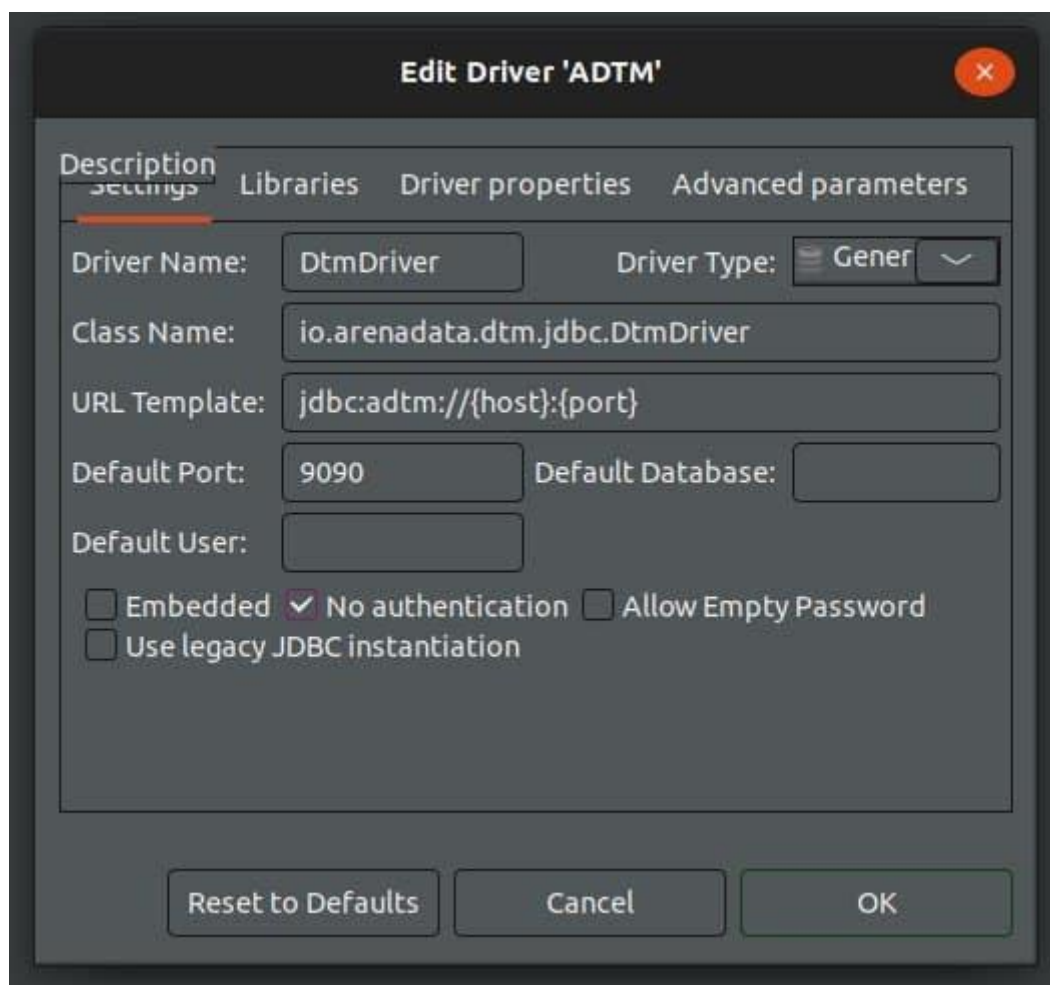 Edit Driver 'ADTM'
Description
Settings Libraries Driver properties Advanced parameters
Driver Name: DtmDriver Driver Type: Gener
Class Name: io.arenadata.dtm.jdbc.DtmDriver
URL Template: jdbc:adtm://{host}:{port}
Default Port: 9090 Default Database:
Default User:
Embedded No authentication Allow Empty Password
Use legacy JDBC instantiation
Reset to Defaults Cancel OK